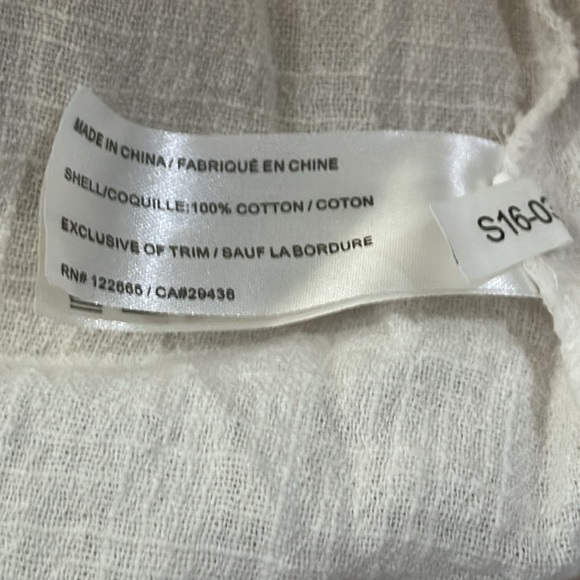 MADE IN CHINA / FABRIQUÉ EN CHINE
SHELL/COQUILLE:100% COTTON / COTON
EXCLUSIVE OF TRIM / SAUF LA BORDURE
RN# 122666 / CA#29436
S16-0